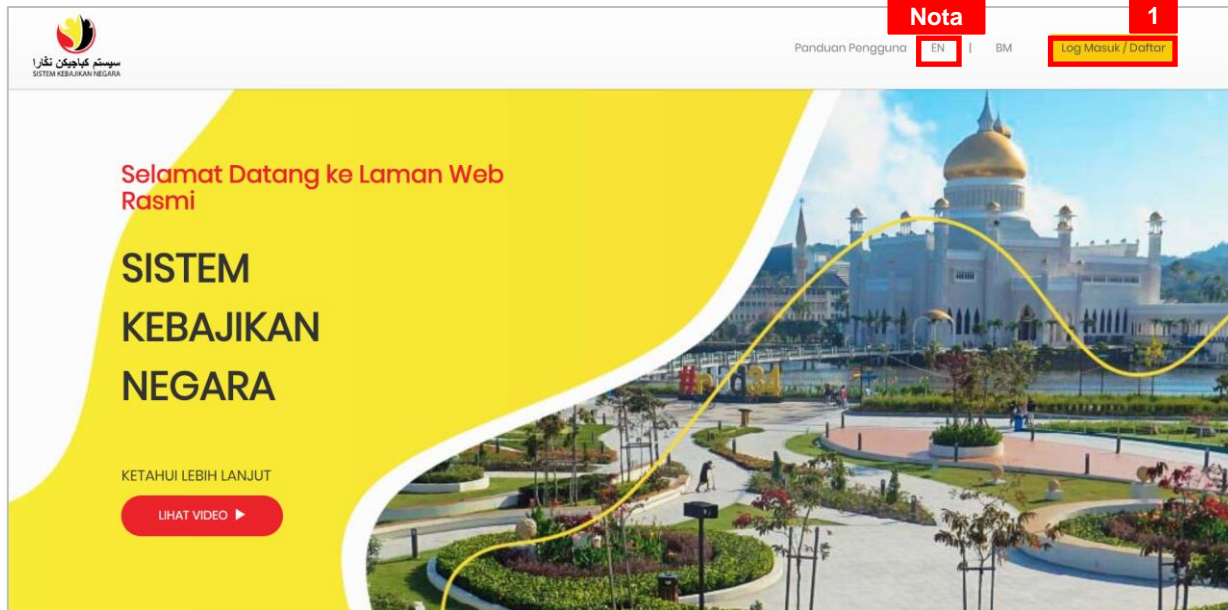 Nota
1
سيستم كباجيكن نݢارا
SISTEM KEBAJIKAN NEGARA
Panduan Pengguna EN | BM Log Masuk / Daftar
Selamat Datang ke Laman Web
Rasmi
SISTEM
KEBAJIKAN
NEGARA
KETAHUI LEBIH LANJUT
LIHAT VIDEO